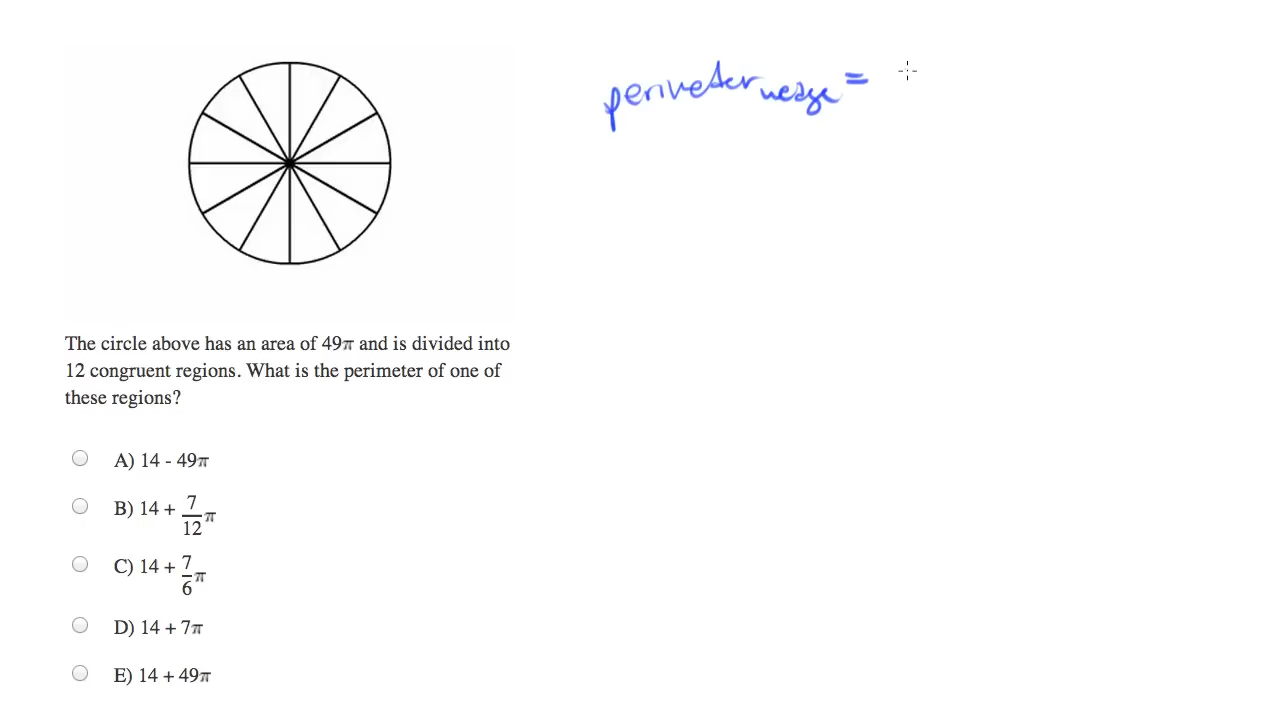 perimeter wedge =
The circle above has an area of 49π and is divided into
12 congruent regions. What is the perimeter of one of
these regions?
A) 14 - 49π
B) 14 + 7/12 π
C) 14 + 7/6 π
D) 14 + 7π
E) 14 + 49π